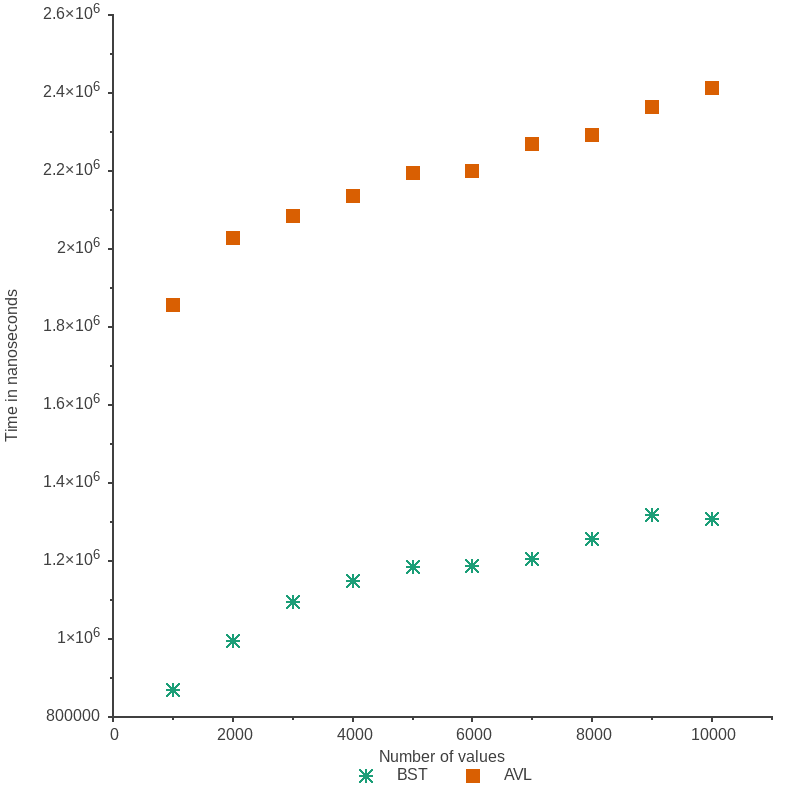 2.6×10⁶
2.4×10⁶
2.2×10⁶
2×10⁶
1.8×10⁶
1.6×10⁶
1.4×10⁶
1.2×10⁶
1×10⁶
800000
Time in nanoseconds
0 2000 4000 6000 8000 10000
Number of values
BST AVL